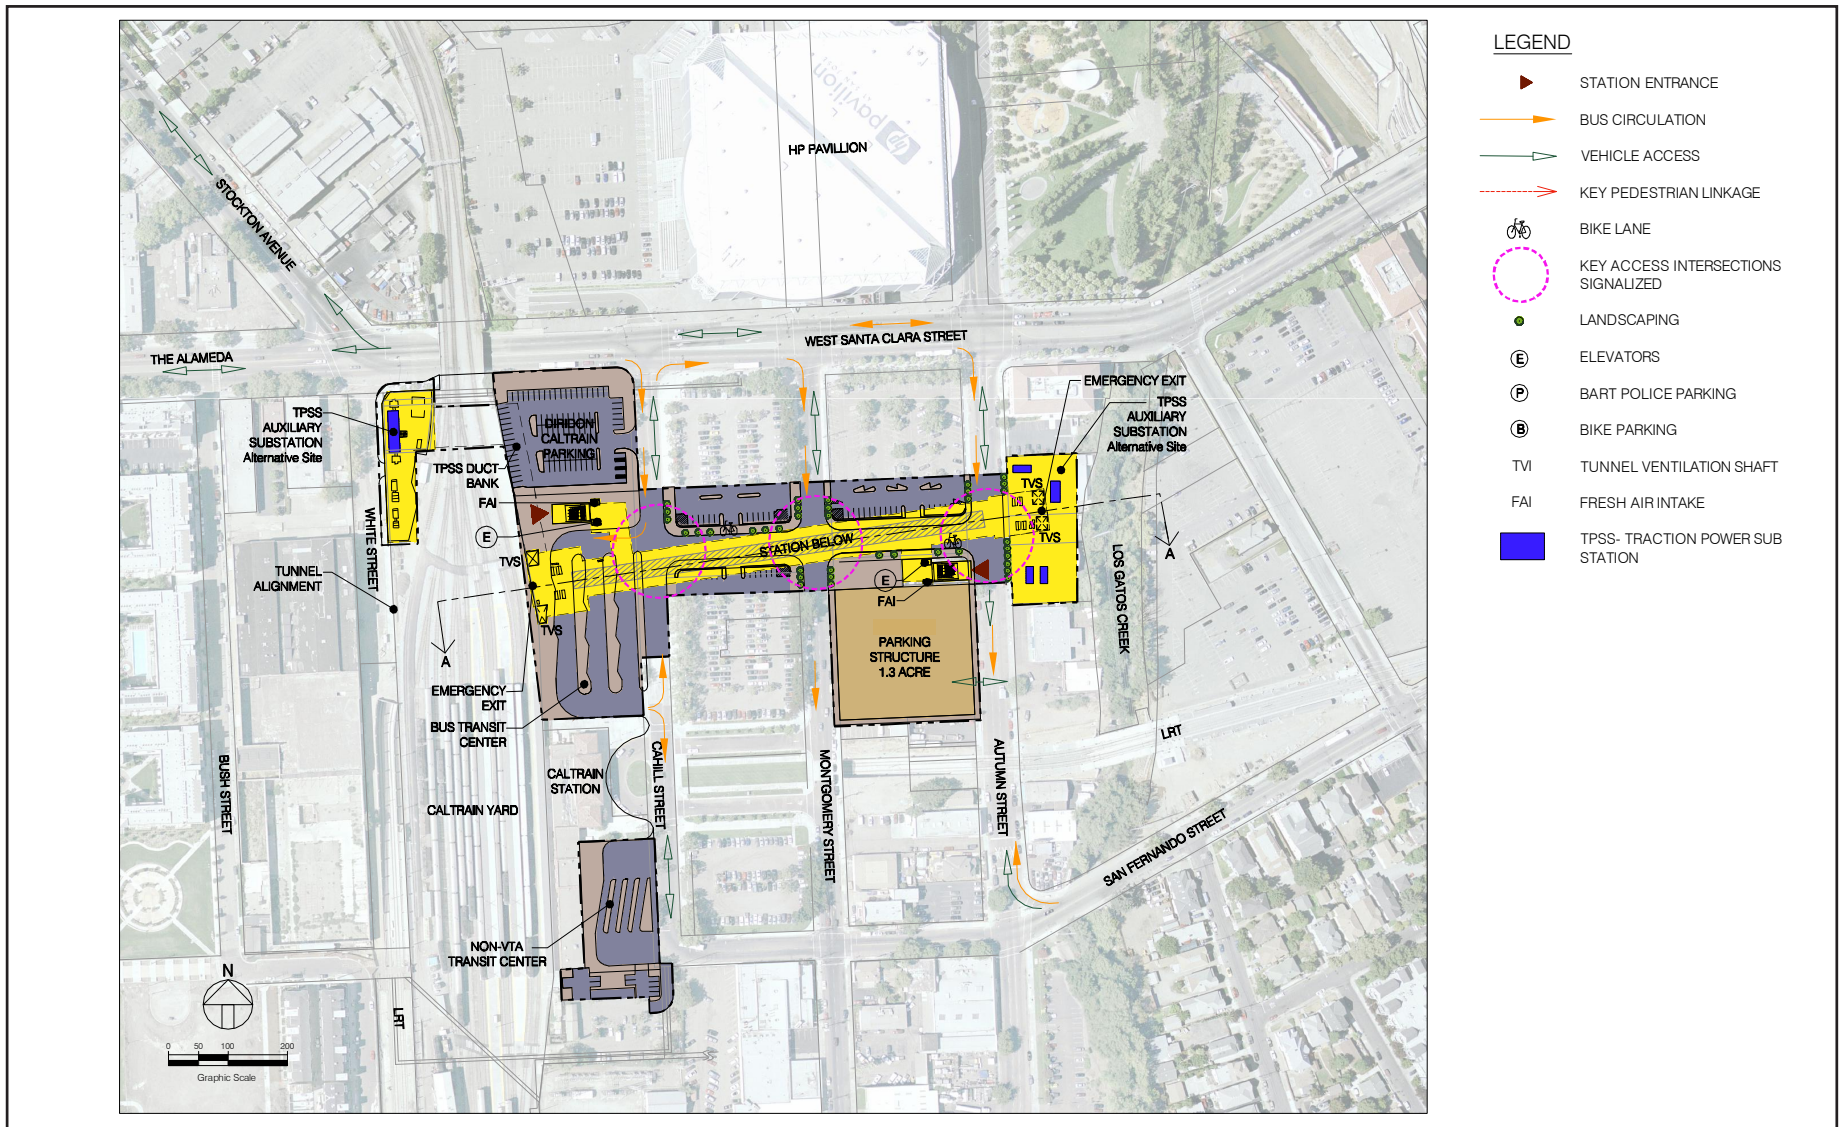 LEGEND
STATION ENTRANCE
BUS CIRCULATION
VEHICLE ACCESS
KEY PEDESTRIAN LINKAGE
BIKE LANE
KEY ACCESS INTERSECTIONS
SIGNALIZED
LANDSCAPING
E
ELEVATORS
P
BART POLICE PARKING
B
BIKE PARKING
TVI
TUNNEL VENTILATION SHAFT
FAI
FRESH AIR INTAKE
TPSS- TRACTION POWER SUB
STATION
hp pavilion
HP PAVILLION
STOCKTON AVENUE
THE ALAMEDA
WEST SANTA CLARA STREET
TPSS
AUXILIARY
SUBSTATION
Alternative Site
DIRIDON
CALTRAIN
PARKING
TPSS DUCT
BANK
FAI
E
TVS
TVS
WHITE STREET
TUNNEL
ALIGNMENT
A
EMERGENCY
EXIT
BUS TRANSIT
CENTER
STATION BELOW
EMERGENCY EXIT
TPSS
AUXILIARY
SUBSTATION
Alternative Site
TVS
TVS
A
E
FAI
PARKING
STRUCTURE
1.3 ACRE
LOS GATOS CREEK
LRT
BUSH STREET
CALTRAIN
STATION
CALTRAIN YARD
CAHILL STREET
MONTGOMERY STREET
AUTUMN STREET
SAN FERNANDO STREET
NON-VTA
TRANSIT CENTER
LRT
N
0 50 100 200
Graphic Scale